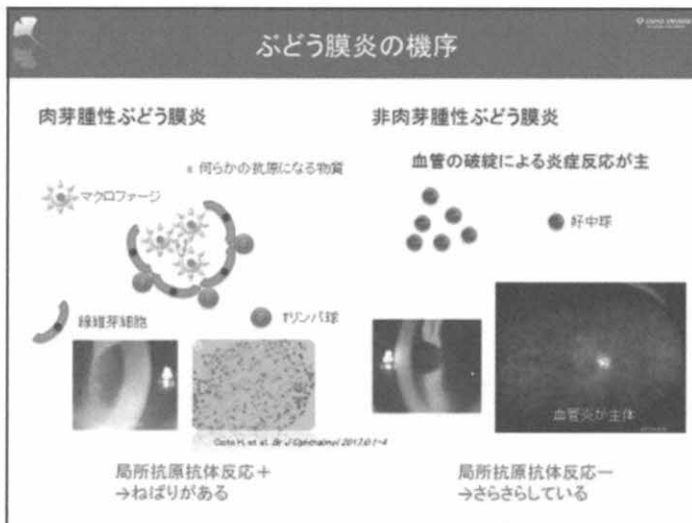 ぶどう膜炎の機序
肉芽腫性ぶどう膜炎
何らかの抗原になる物質
マクロファージ
線維芽細胞
Tリンパ球
局所抗原抗体反応＋
→ねばりがある
非肉芽腫性ぶどう膜炎
血管の破綻による炎症反応が主
好中球
血管炎が主体
局所抗原抗体反応－
→さらさらしている